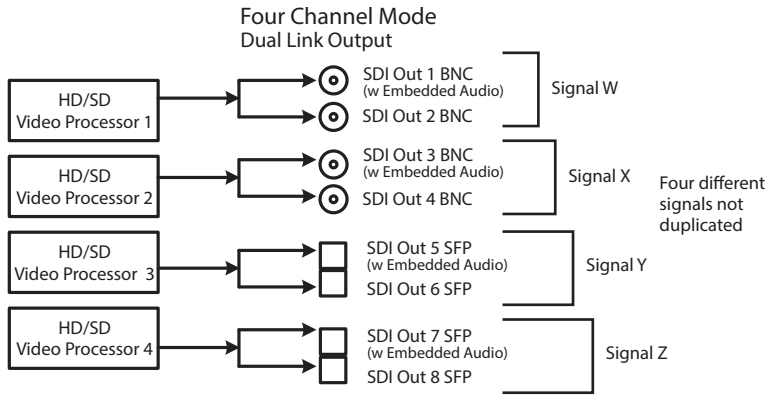 Four Channel Mode
Dual Link Output
HD/SD
Video Processor 1
SDI Out 1 BNC
(w Embedded Audio)
SDI Out 2 BNC
Signal W
HD/SD
Video Processor 2
SDI Out 3 BNC
(w Embedded Audio)
SDI Out 4 BNC
Signal X
Four different
signals not
duplicated
HD/SD
Video Processor 3
SDI Out 5 SFP
(w Embedded Audio)
SDI Out 6 SFP
Signal Y
HD/SD
Video Processor 4
SDI Out 7 SFP
(w Embedded Audio)
SDI Out 8 SFP
Signal Z